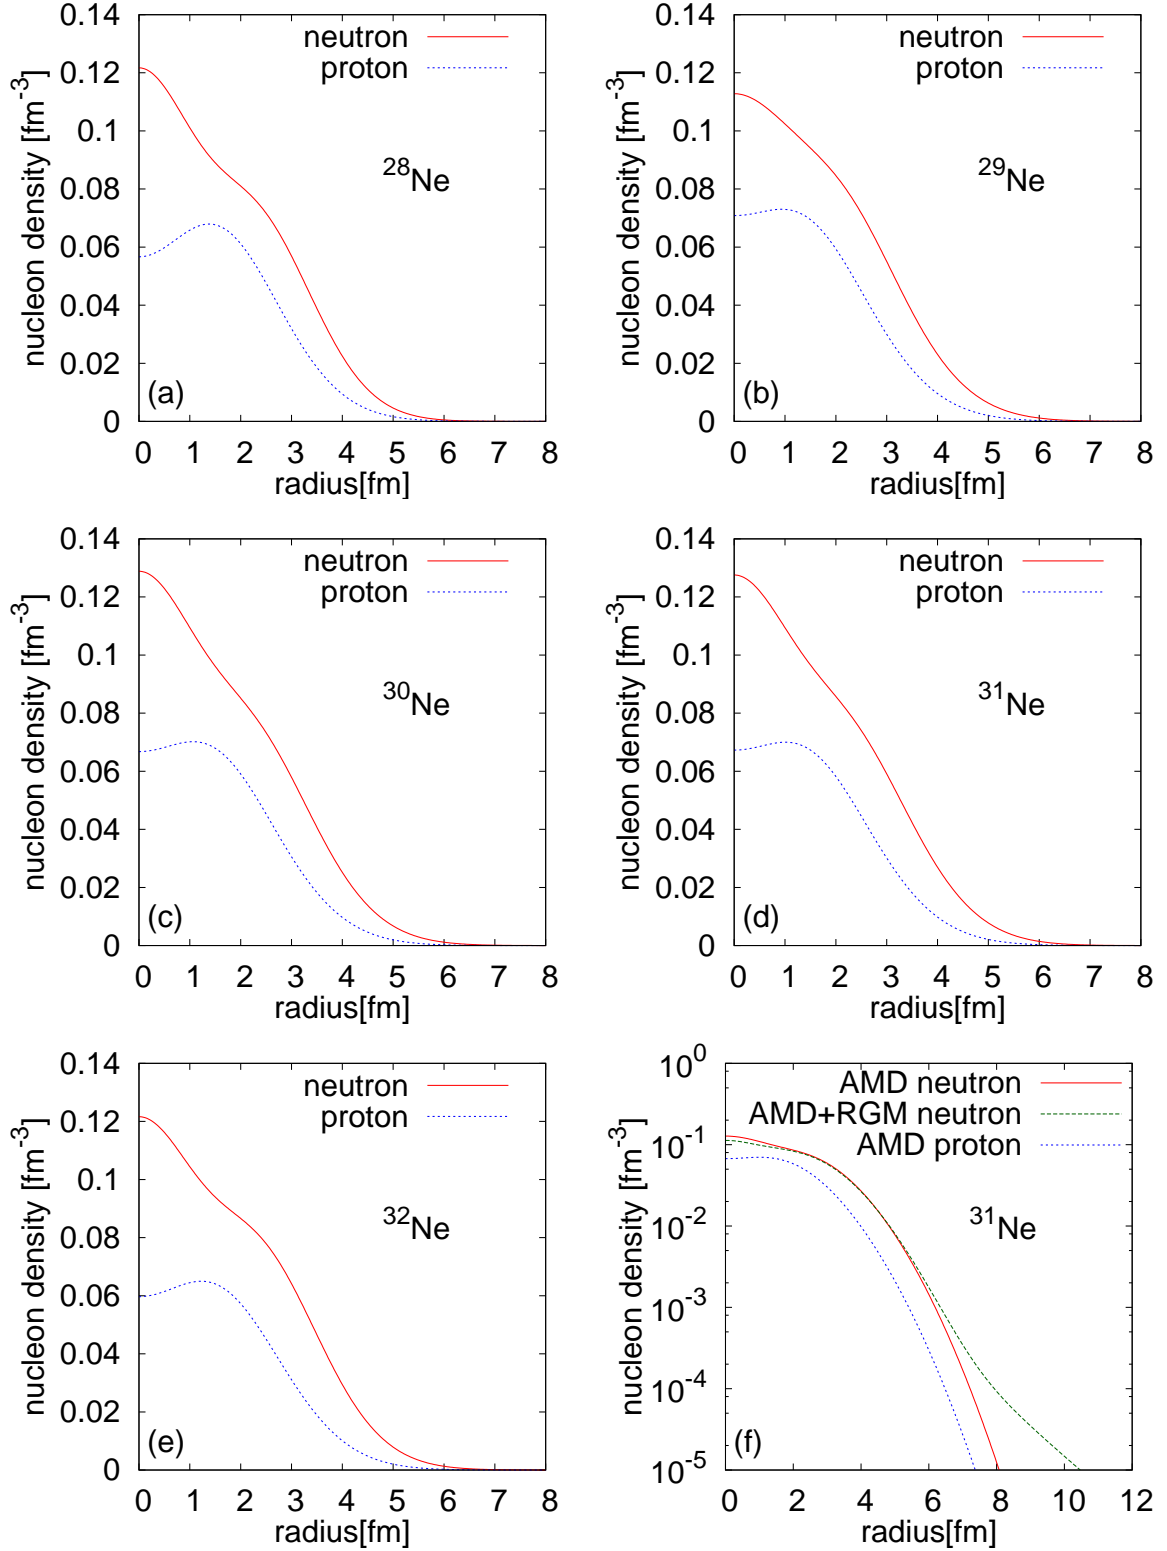 0.14
0.12
0.1
0.08
0.06
0.04
0.02
0
nucleon density [fm^-3]
neutron
proton
^28Ne
(a)
0 1 2 3 4 5 6 7 8
radius[fm]
0.14
0.12
0.1
0.08
0.06
0.04
0.02
0
nucleon density [fm^-3]
neutron
proton
^29Ne
(b)
0 1 2 3 4 5 6 7 8
radius[fm]
0.14
0.12
0.1
0.08
0.06
0.04
0.02
0
nucleon density [fm^-3]
neutron
proton
^30Ne
(c)
0 1 2 3 4 5 6 7 8
radius[fm]
0.14
0.12
0.1
0.08
0.06
0.04
0.02
0
nucleon density [fm^-3]
neutron
proton
^31Ne
(d)
0 1 2 3 4 5 6 7 8
radius[fm]
0.14
0.12
0.1
0.08
0.06
0.04
0.02
0
nucleon density [fm^-3]
neutron
proton
^32Ne
(e)
0 1 2 3 4 5 6 7 8
radius[fm]
10^0
10^-1
10^-2
10^-3
10^-4
10^-5
nucleon density [fm^-3]
AMD neutron
AMD+RGM neutron
AMD proton
^31Ne
(f)
0 2 4 6 8 10 12
radius[fm]